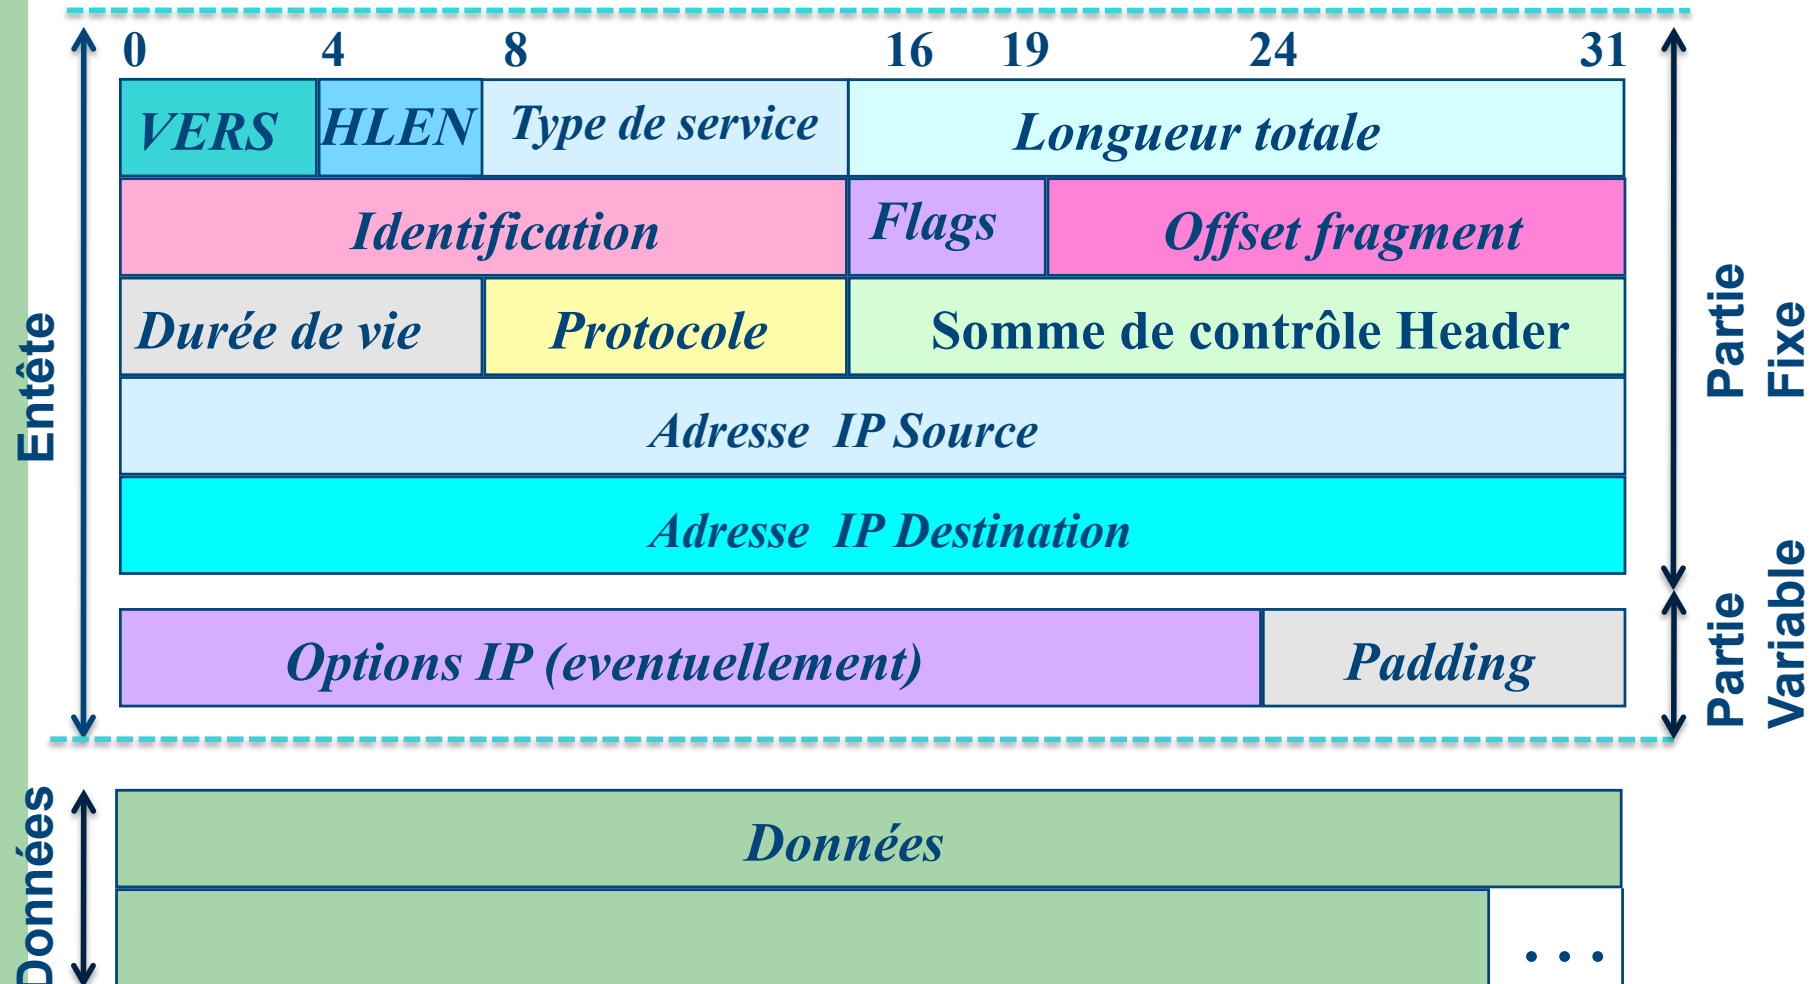 0 4 8 16 19 24 31
VERS HLEN Type de service Longueur totale
Identification Flags Offset fragment
Durée de vie Protocole Somme de contrôle Header
Adresse IP Source
Adresse IP Destination
Options IP (eventuellement) Padding
Données
. . .
Entête
Données
Partie
Fixe
Partie
Variable